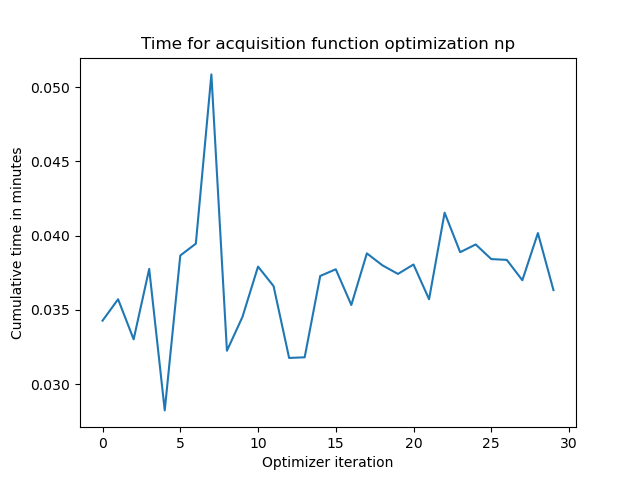 Time for acquisition function optimization np
Cumulative time in minutes
0.050
0.045
0.040
0.035
0.030
0 5 10 15 20 25 30
Optimizer iteration